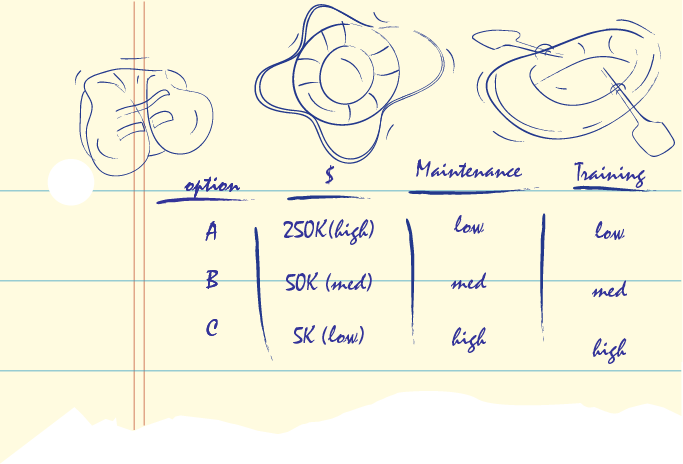 option $ Maintenance Training
A 250K(high) low low
B 50K (med) med med
C 5K (low) high high